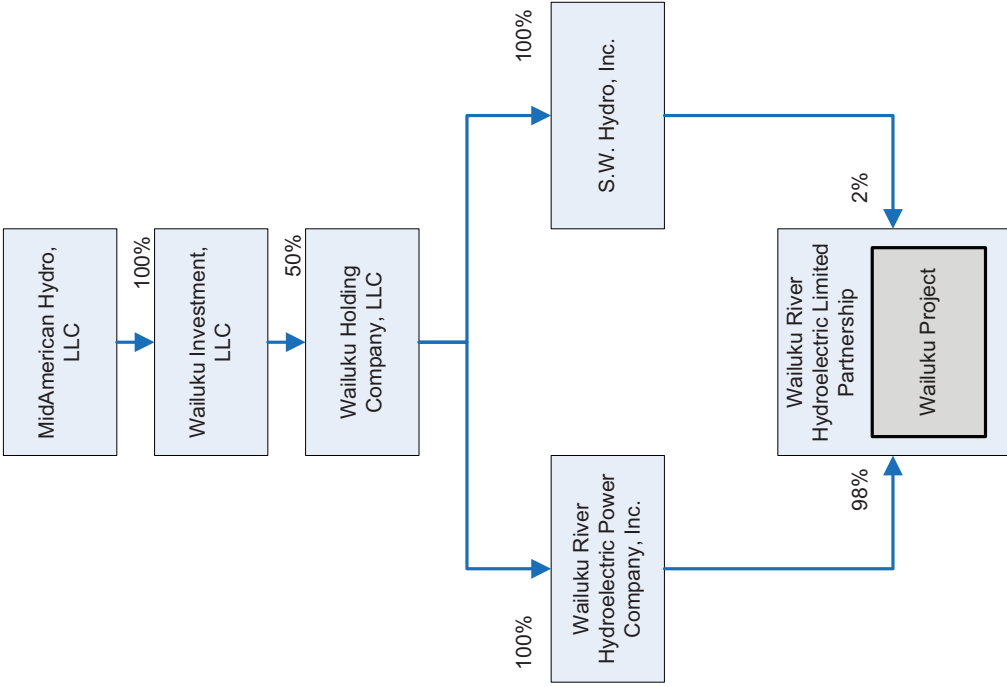 MidAmerican Hydro,
LLC
100%
Wailuku Investment,
LLC
50%
Wailuku Holding
Company, LLC
100%
Wailuku River
Hydroelectric Power
Company, Inc.
100%
S.W. Hydro, Inc.
98%
2%
Wailuku River
Hydroelectric Limited
Partnership
Wailuku Project